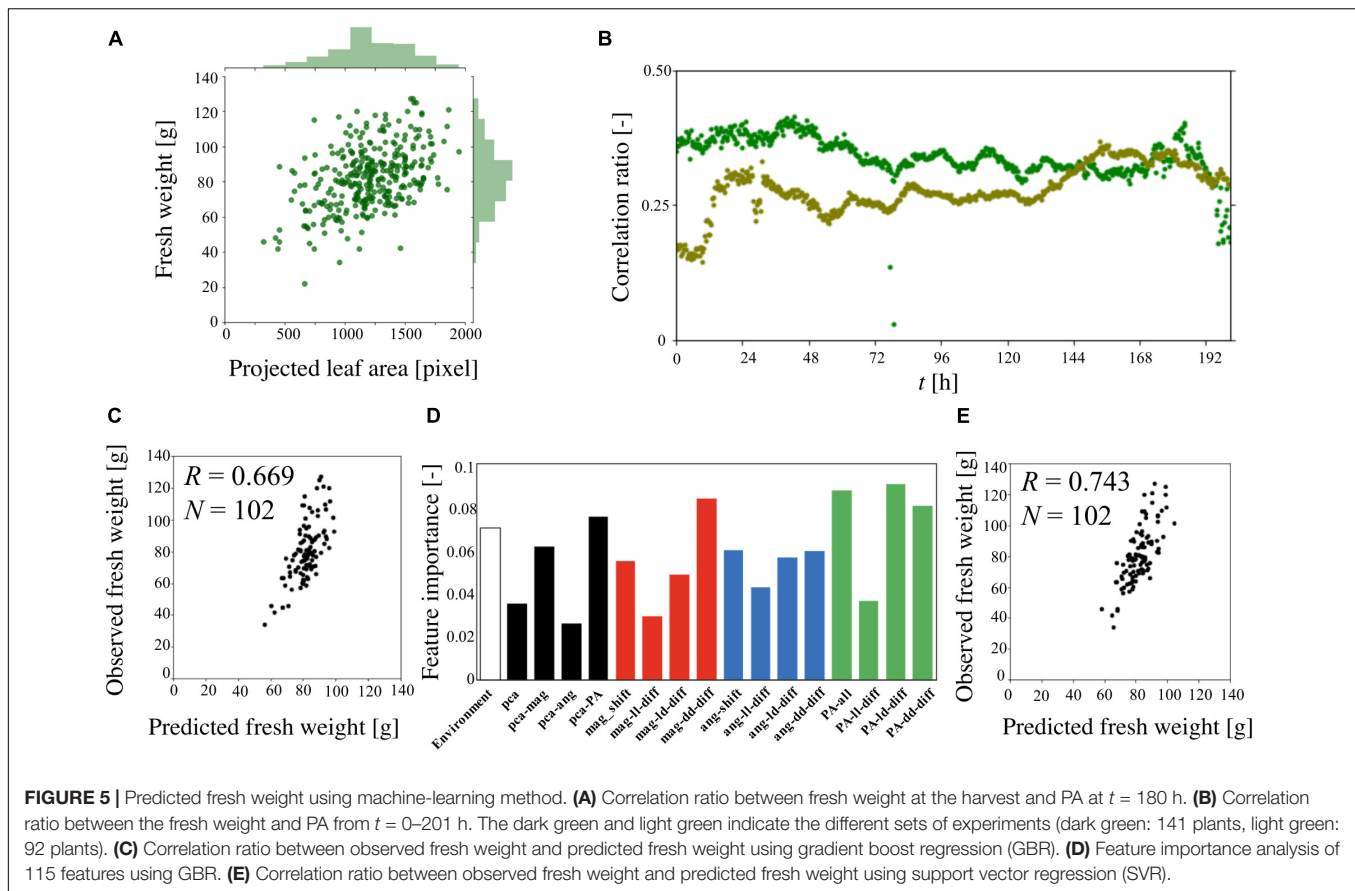 A
140
120
100
80
60
40
20
0
Fresh weight [g]
0 500 1000 1500 2000
Projected leaf area [pixel]
B
0.50
0.25
0
Correlation ratio [-]
0 24 48 72 96 120 144 168 192
t [h]
C
Observed fresh weight [g]
140
120
100
80
60
40
20
0
R = 0.669
N = 102
0 20 40 60 80 100 120 140
Predicted fresh weight [g]
D
Feature importance [-]
0.1
0.08
0.06
0.04
0.02
0
Environment pca pca-mag pca-ang pca-PA mag_shift mag-ll-diff mag-ld-diff mag-dd-diff ang-shift ang-ll-diff ang-ld-diff ang-dd-diff PA-all PA-ll-diff PA-ld-diff PA-dd-diff
E
Observed fresh weight [g]
140
120
100
80
60
40
20
0
R = 0.743
N = 102
0 20 40 60 80 100 120 140
Predicted fresh weight [g]
FIGURE 5 | Predicted fresh weight using machine-learning method. (A) Correlation ratio between fresh weight at the harvest and PA at t = 180 h. (B) Correlation
ratio between the fresh weight and PA from t = 0–201 h. The dark green and light green indicate the different sets of experiments (dark green: 141 plants, light green:
92 plants). (C) Correlation ratio between observed fresh weight and predicted fresh weight using gradient boost regression (GBR). (D) Feature importance analysis of
115 features using GBR. (E) Correlation ratio between observed fresh weight and predicted fresh weight using support vector regression (SVR).